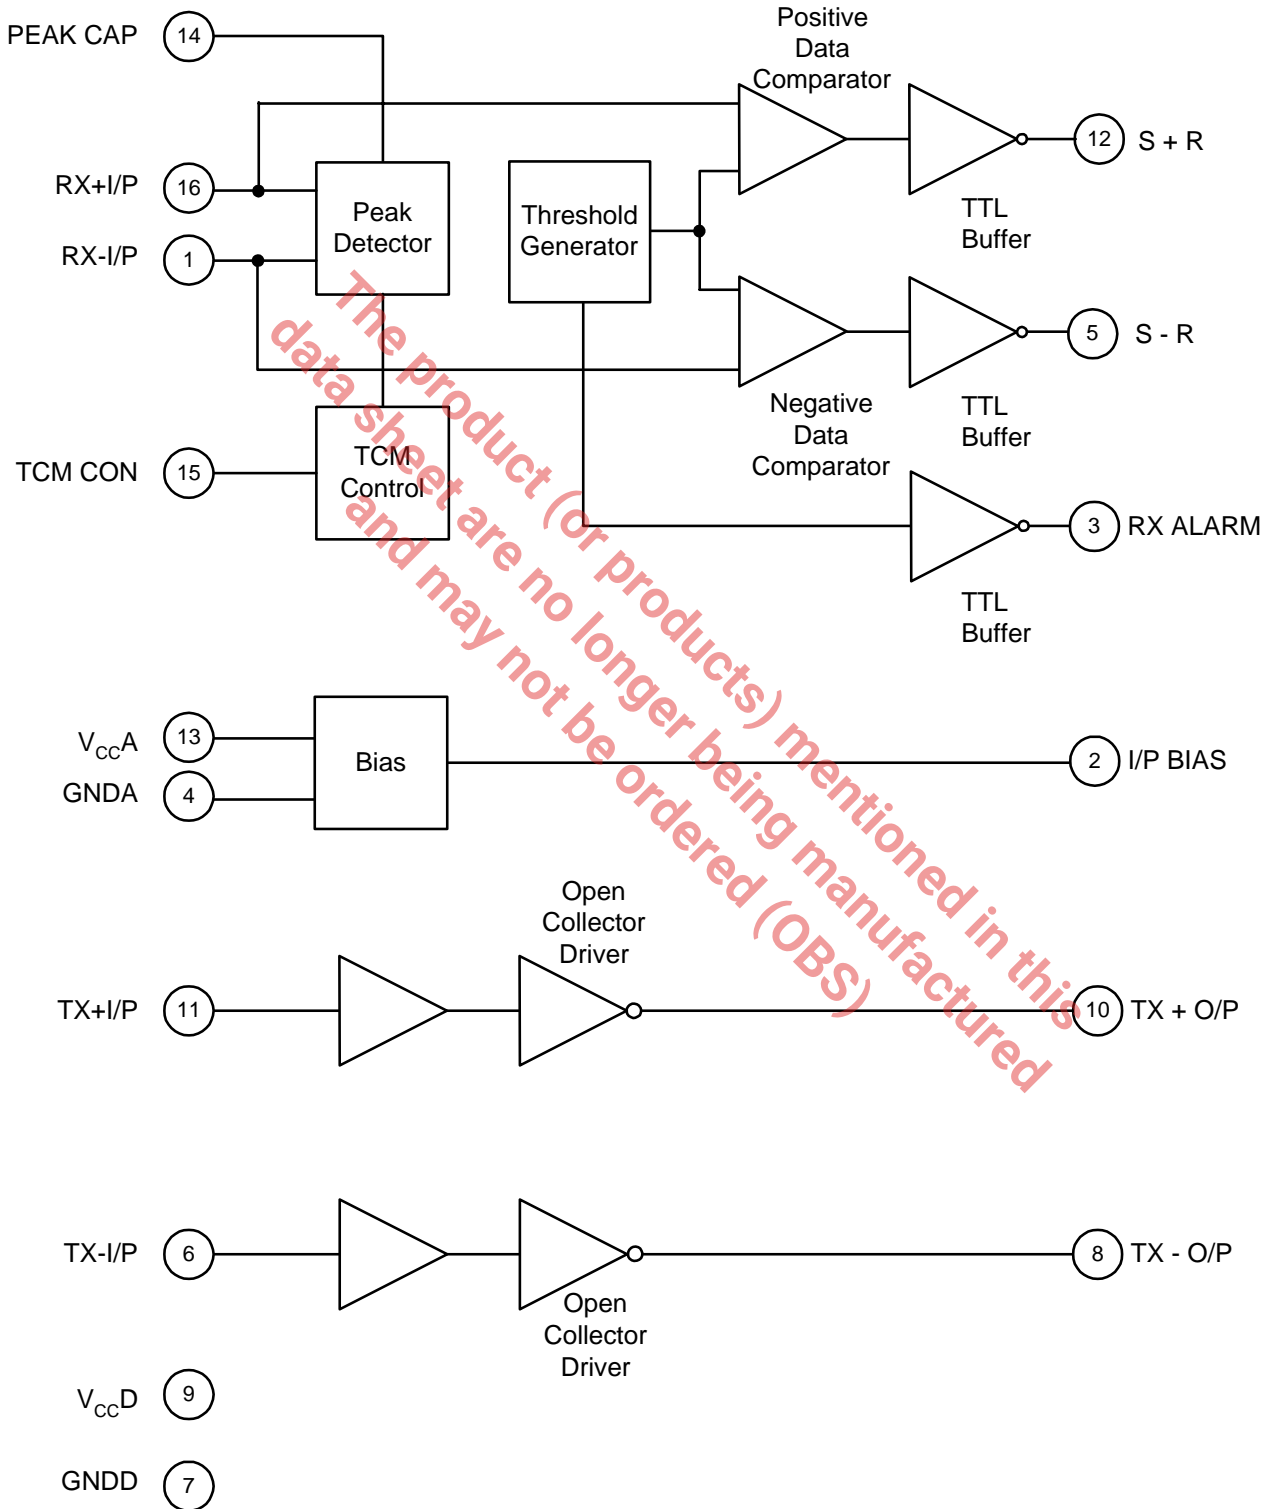 PEAK CAP
14
Positive
Data
Comparator
12
S + R
RX+I/P
16
Peak
Detector
Threshold
Generator
TTL
Buffer
RX-I/P
1
5
S - R
Negative
Data
Comparator
TTL
Buffer
TCM CON
15
TCM
Control
3
RX ALARM
TTL
Buffer
VCCA
13
Bias
2
I/P BIAS
GNDA
4
Open
Collector
Driver
TX+I/P
11
10
TX + O/P
TX-I/P
6
8
TX - O/P
Open
Collector
Driver
VCCD
9
GNDD
7
The product (or products) mentioned in this
data sheet are no longer being manufactured
and may not be ordered (OBS)